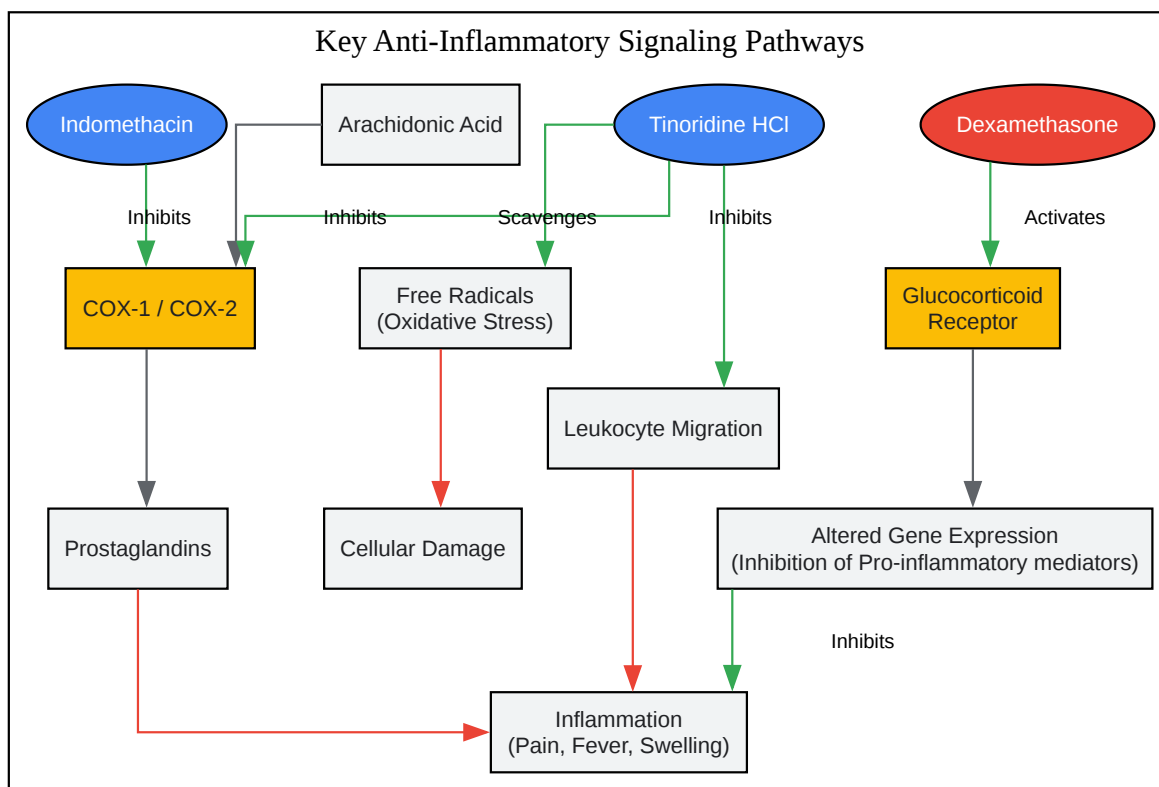 Key Anti-Inflammatory Signaling Pathways
Indomethacin
Arachidonic Acid
Tinoridine HCl
Dexamethasone
Inhibits
Inhibits
Scavenges
Inhibits
Activates
COX-1 / COX-2
Free Radicals
(Oxidative Stress)
Glucocorticoid
Receptor
Leukocyte Migration
Prostaglandins
Cellular Damage
Altered Gene Expression
(Inhibition of Pro-inflammatory mediators)
Inhibits
Inflammation
(Pain, Fever, Swelling)